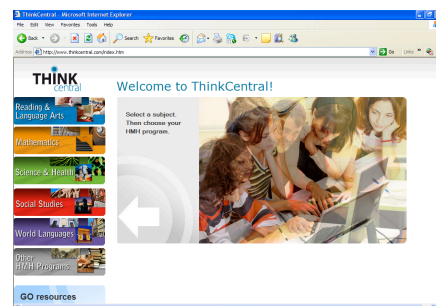 ThinkCentral - Microsoft Internet Explorer
File Edit View Favorites Tools Help
Back Search Favorites
Address http://www.thinkcentral.com/index.htm Go Links »
THINK
central
Welcome to ThinkCentral!
Select a subject.
Then choose your
HMH program.
Reading &
Language Arts
Mathematics
Science & Health
Social Studies
World Languages
Other
HMH Programs
GO resources